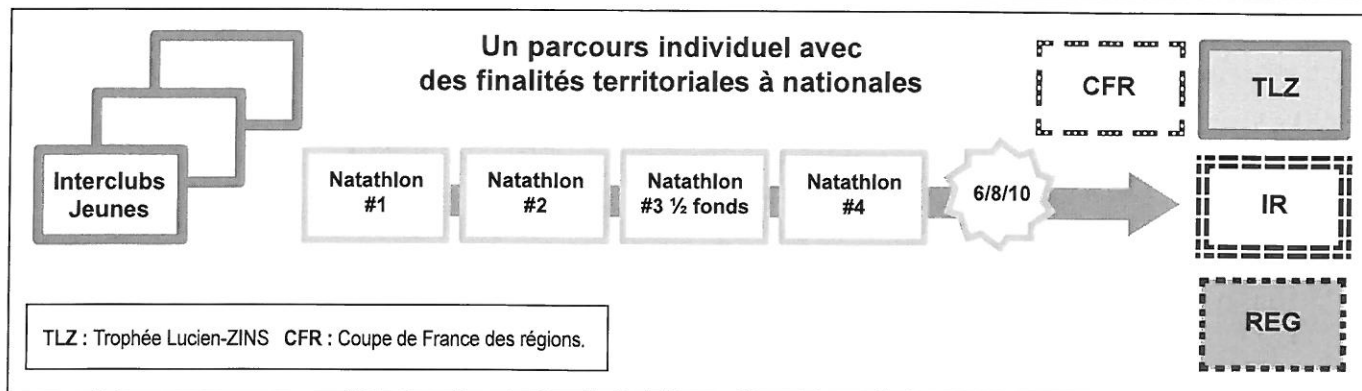 Un parcours individuel avec
des finalités territoriales à nationales
CFR
TLZ
Interclubs
Jeunes
Natathlon
#1
Natathlon
#2
Natathlon
#3 ½ fonds
Natathlon
#4
6/8/10
IR
REG
TLZ : Trophée Lucien-ZINS CFR : Coupe de France des régions.